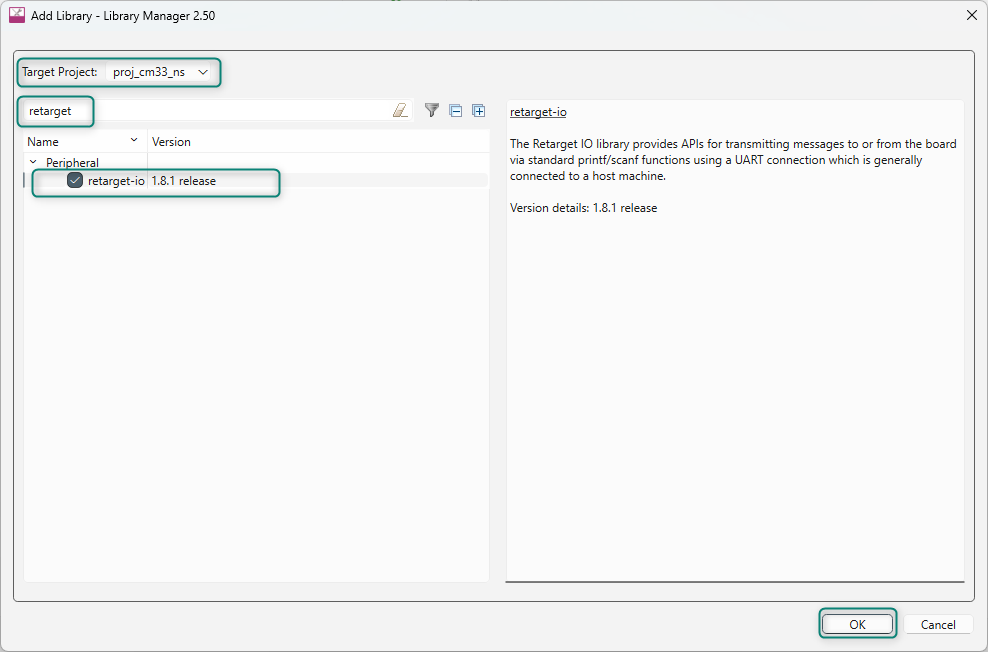 Add Library - Library Manager 2.50
Target Project: proj_cm33_ns
retarget
Name Version
Peripheral
retarget-io 1.8.1 release
retarget-io
The Retarget IO library provides APIs for transmitting messages to or from the board
via standard printf/scanf functions using a UART connection which is generally
connected to a host machine.
Version details: 1.8.1 release
OK Cancel